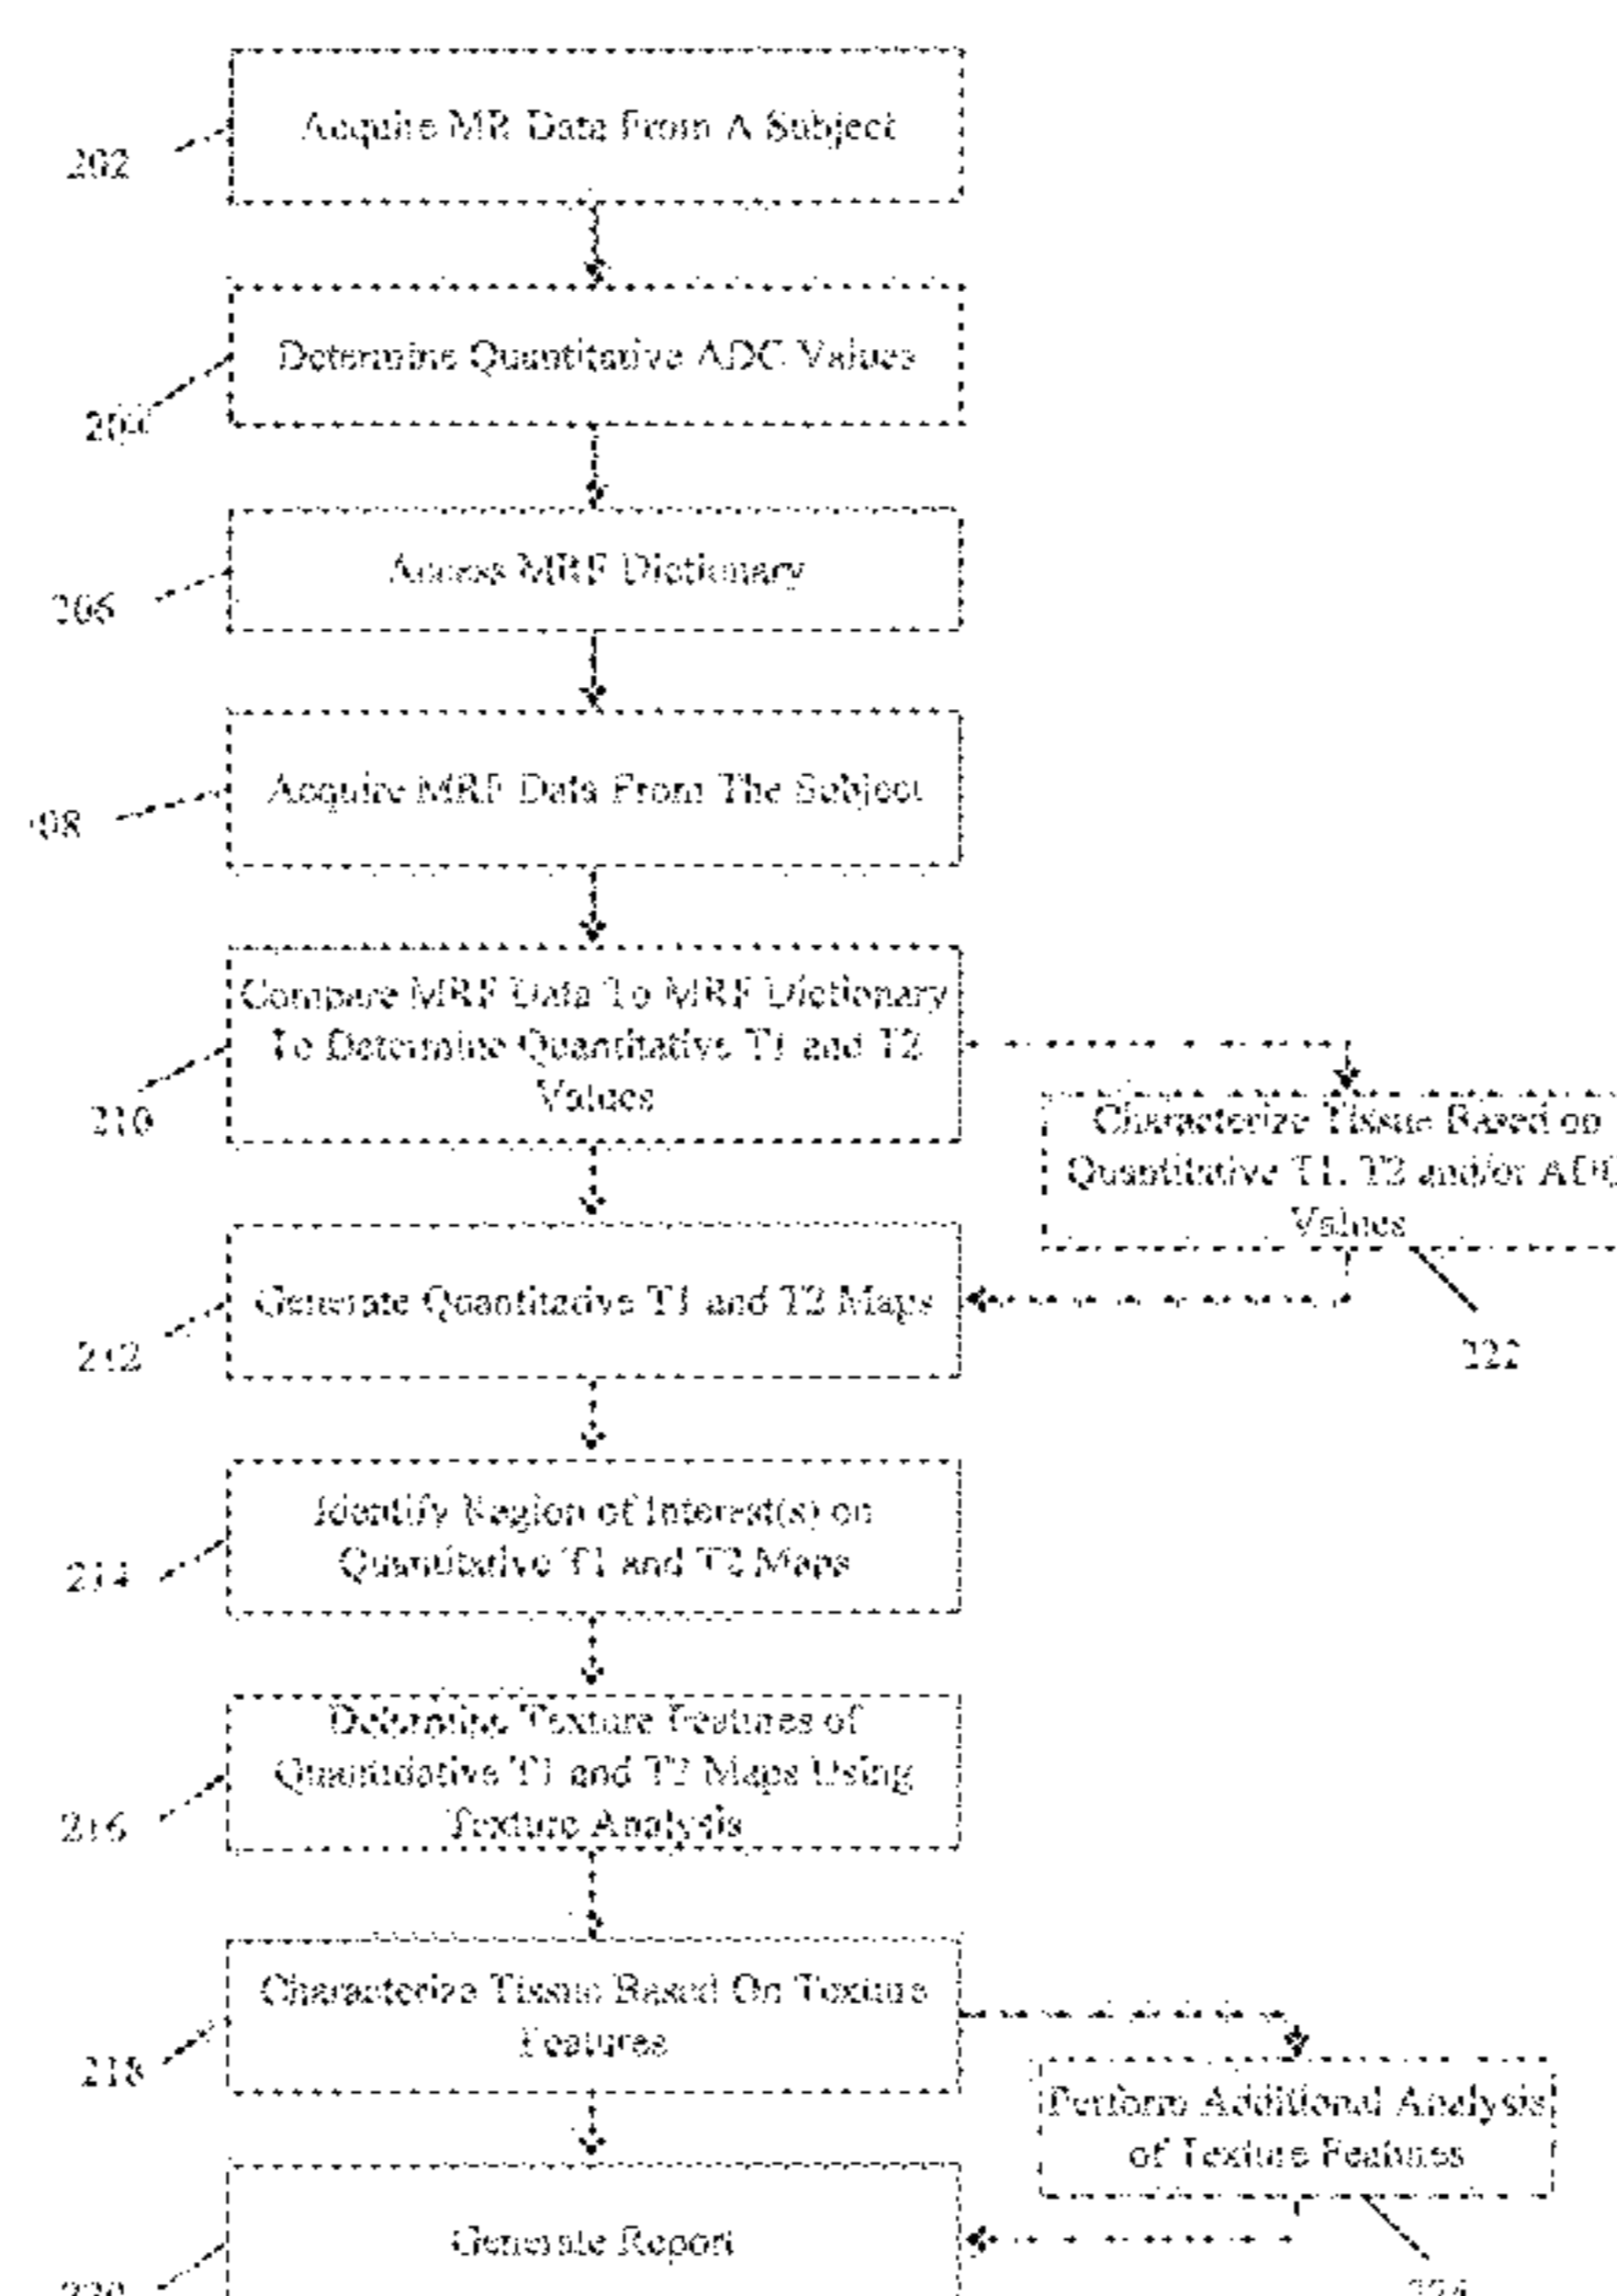 Acquire MR Data From A Subject
202
Determine Quantitative ADC Values
204
Access MRF Dictionary
206
Acquire MRF Data From The Subject
08
Compare MRF Data To MRF Dictionary
To Determine Quantitative T1 and T2
Values
210
Characterize Tissue Based on
Quantitative T1, T2 and/or ADC
Values
222
Generate Quantitative T1 and T2 Maps
212
Identify Region of Interest(s) on
Quantitative T1 and T2 Maps
214
Determine Texture Features of
Quantitative T1 and T2 Maps Using
Texture Analysis
216
Characterize Tissue Based On Texture
Features
218
Perform Additional Analysis
of Texture Features
Generate Report
220
224